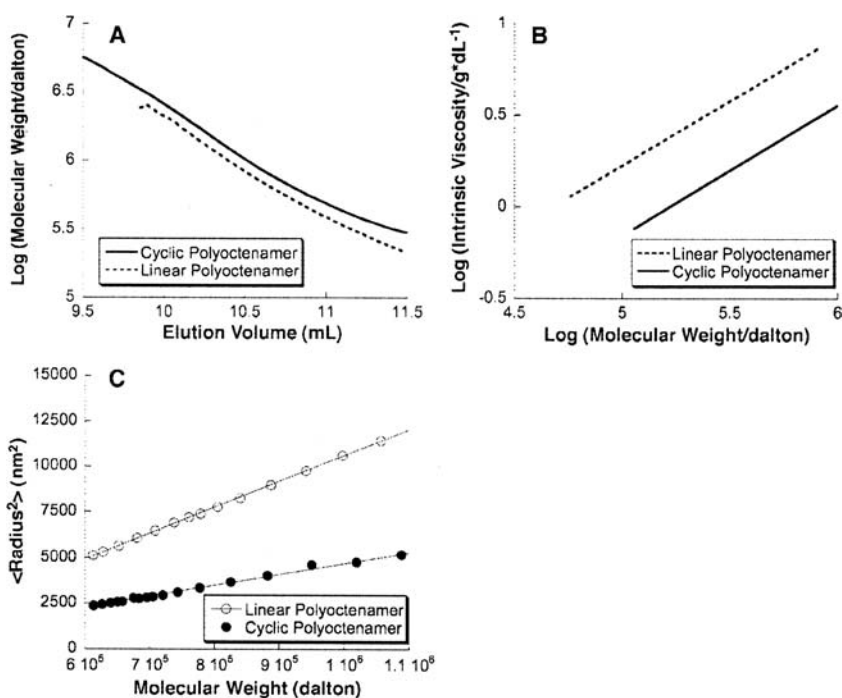 A
7
6.5
6
5.5
5
Log (Molecular Weight/dalton)
Cyclic Polyoctenamer
Linear Polyoctenamer
9.5 10 10.5 11 11.5
Elution Volume (mL)
B
1
0.5
0
-0.5
Log (Intrinsic Viscosity/g*dL-1)
Linear Polyoctenamer
Cyclic Polyoctenamer
4.5 5 5.5 6
Log (Molecular Weight/dalton)
C
15000
12500
10000
7500
5000
2500
0
<Radius2> (nm2)
Linear Polyoctenamer
Cyclic Polyoctenamer
6 105 7 105 8 105 9 105 1 106 1.1 106
Molecular Weight (dalton)